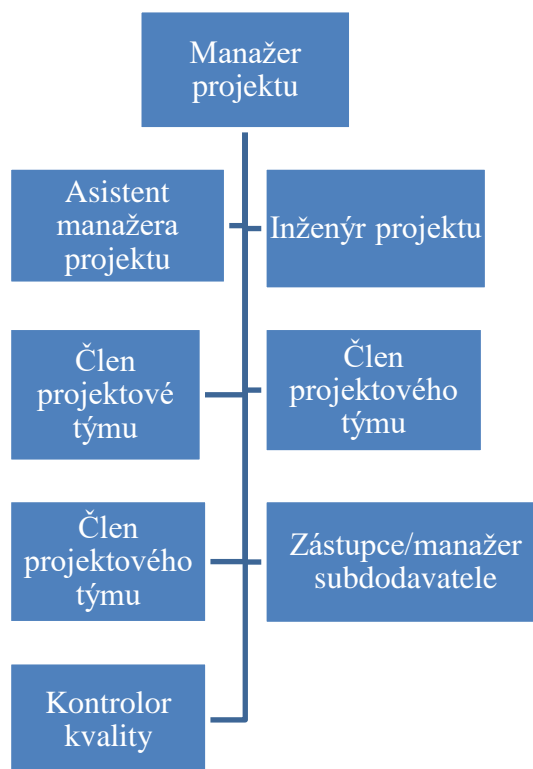 Manažer
projektu
Asistent
manažera
projektu
Inženýr projektu
Člen
projektové
týmu
Člen
projektového
týmu
Člen
projektového
týmu
Zástupce/manažer
subdodavatele
Kontrolor
kvality